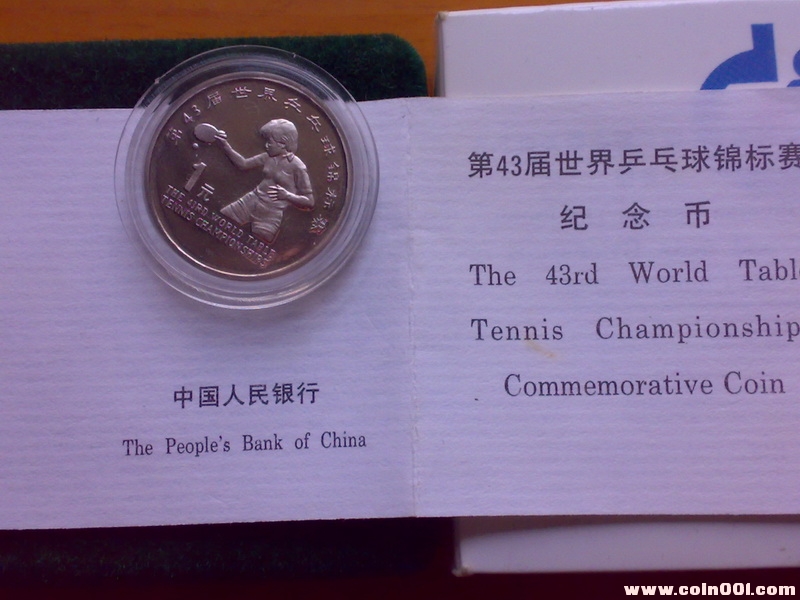 第43届世界乒乓球锦标赛
1元
THE 43RD WORLD TABLE
TENNIS CHAMPIONSHIPS
中国人民银行
The People's Bank of China
第43届世界乒乓球锦标赛
纪念币
The 43rd World Table
Tennis Championship
Commemorative Coin
di
www.coin001.com